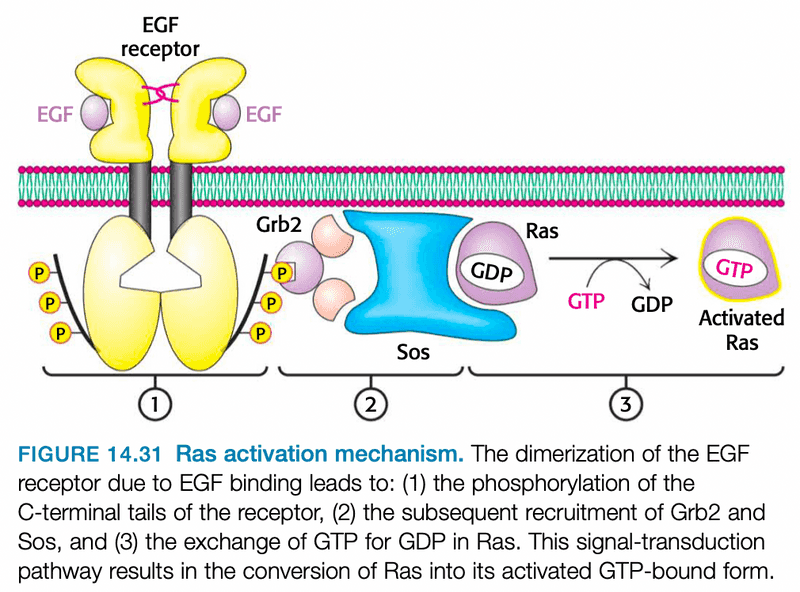 EGF
receptor
EGF
EGF
Grb2
Ras
P
P
GDP
GTP
P
P
GTP
GDP
P
P
Activated
Ras
Sos
1
2
3
FIGURE 14.31 Ras activation mechanism. The dimerization of the EGF
receptor due to EGF binding leads to: (1) the phosphorylation of the
C-terminal tails of the receptor, (2) the subsequent recruitment of Grb2 and
Sos, and (3) the exchange of GTP for GDP in Ras. This signal-transduction
pathway results in the conversion of Ras into its activated GTP-bound form.